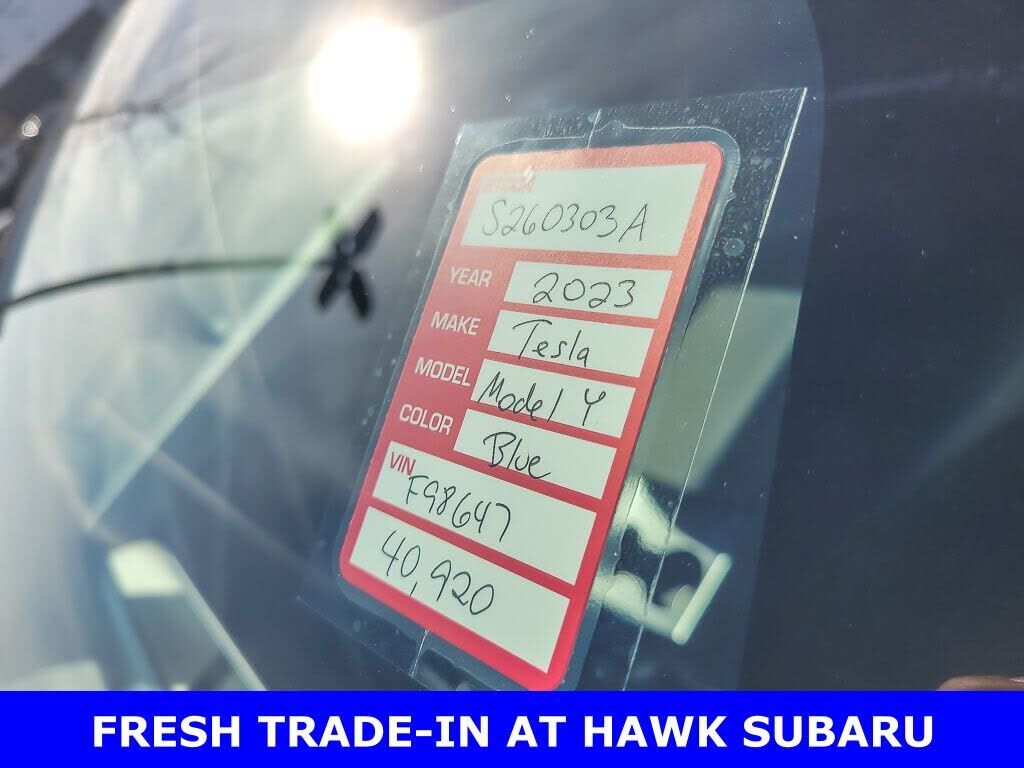 STOCK
S260303A
YEAR 2023
MAKE Tesla
MODEL Model Y
COLOR Blue
VIN F98647
40,920
FRESH TRADE-IN AT HAWK SUBARU